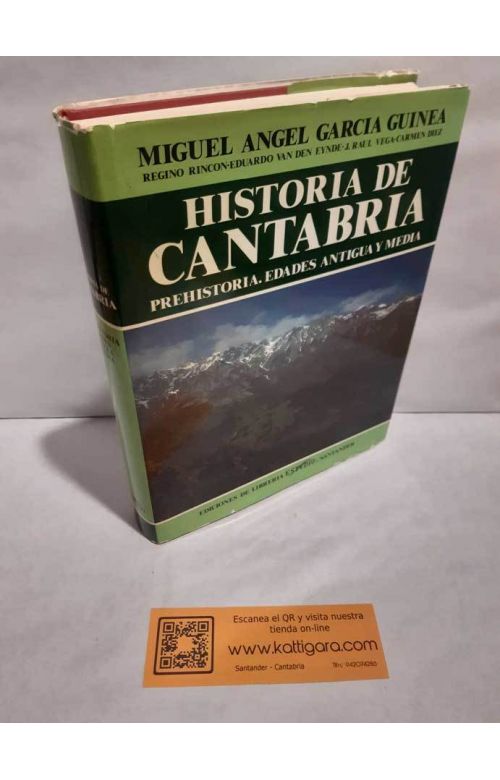 MIGUEL ANGEL GARCIA GUINEA
REGINO RINCON-EDUARDO VAN DEN EYNDE-J. RAUL VEGA-CARMEN DIEZ
HISTORIA DE
CANTABRIA
PREHISTORIA. EDADES ANTIGUA Y MEDIA
EDICIONES DE LIBRERIA ESTVDIO SANTANDER
Escanea el QR y visita nuestra
tienda on-line
www.kattigara.com
Santander - Cantabria